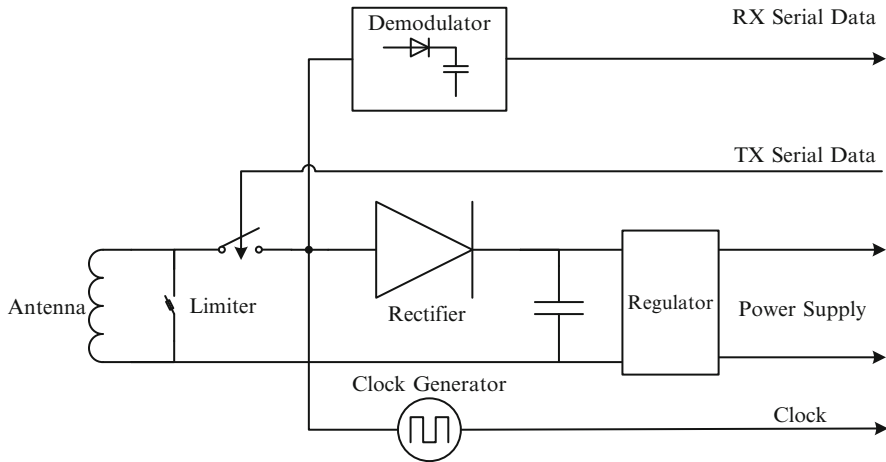 Demodulator
RX Serial Data
TX Serial Data
Antenna
Limiter
Rectifier
Regulator
Power Supply
Clock Generator
Clock